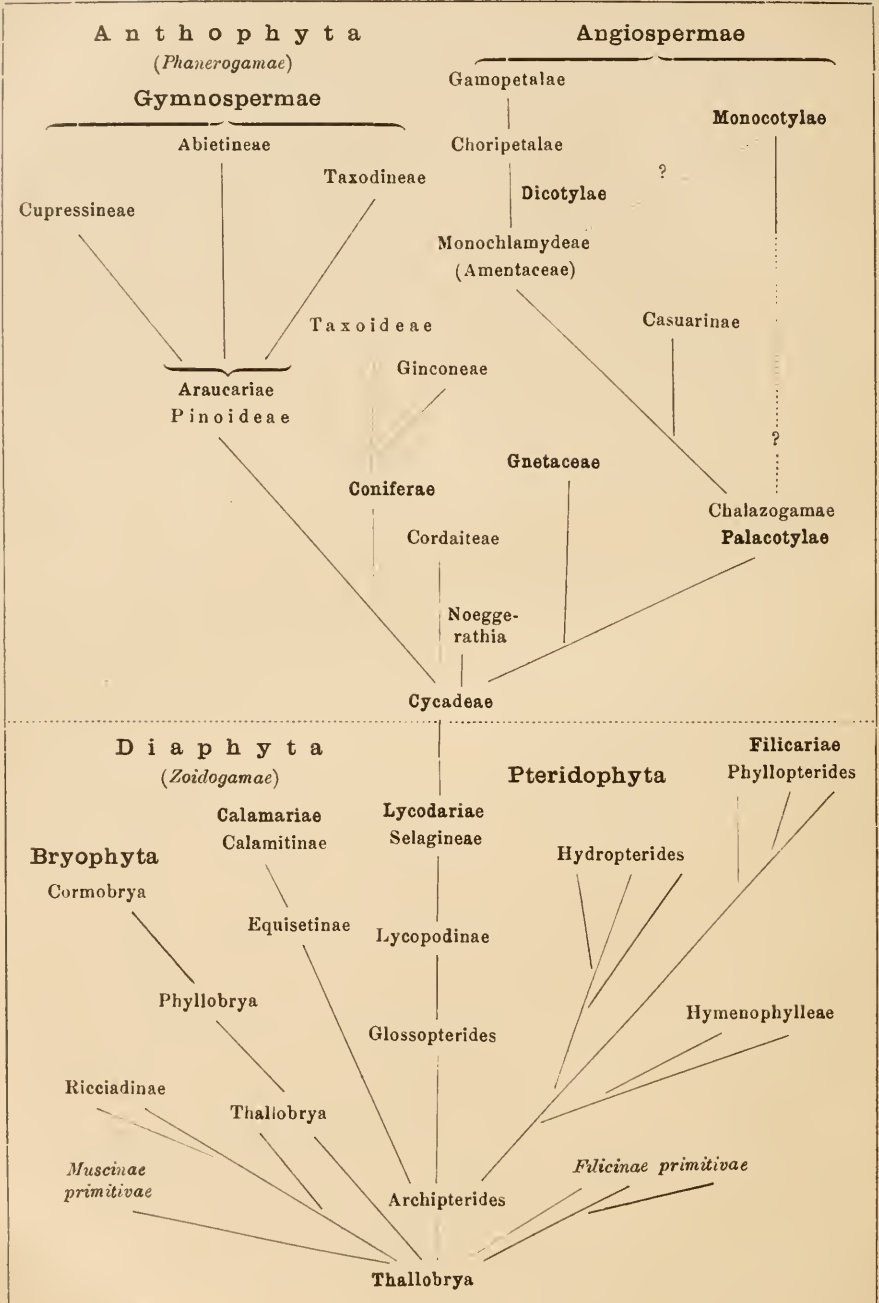 Anthophyta
(Phanerogamae)
Gymnospermae
Abietineae
Taxodineae
Cupressineae
Taxoideae
Ginconeae
Araucariae
Pinoideae
Coniferae
Cordaiteae
Noegge-
rathia
Gnetaceae
Cycadeae
Angiospermae
Gamopetalae
Choripetalae
Dicotylae
Monochlamydeae
(Amentaceae)
Monocotylae
?
Casuarinae
?
Chalazogamae
Palacotylae
Diaphyta
(Zoidogamae)
Bryophyta
Cormobrya
Phyllobrya
Ricciadinae
Thallobrya
Muscinae
primitivae
Calamariae
Calamitinae
Equisetinae
Lycodariae
Selagineae
Lycopodinae
Glossopterides
Archipterides
Pteridophyta
Filicariae
Phyllopterides
Hydropterides
Hymenophylleae
Filicinae primitivae
Thallobrya